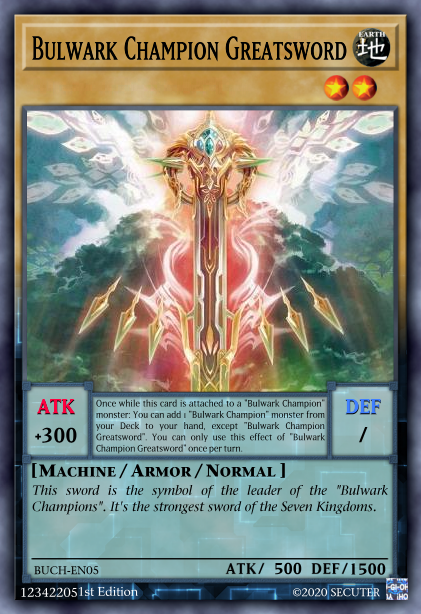 BULWARK CHAMPION GREATSWORD
EARTH
地
ATK
+300
Once while this card is attached to a "Bulwark Champion"
monster: You can add 1 "Bulwark Champion" monster from
your Deck to your hand, except "Bulwark Champion
Greatsword". You can only use this effect of "Bulwark
Champion Greatsword" once per turn.
DEF
/
[MACHINE / ARMOR / NORMAL ]
This sword is the symbol of the leader of the "Bulwark
Champions". It's the strongest sword of the Seven Kingdoms.
BUCH-EN05
ATK/ 500 DEF/1500
123422051st Edition
©2020 SECUTER